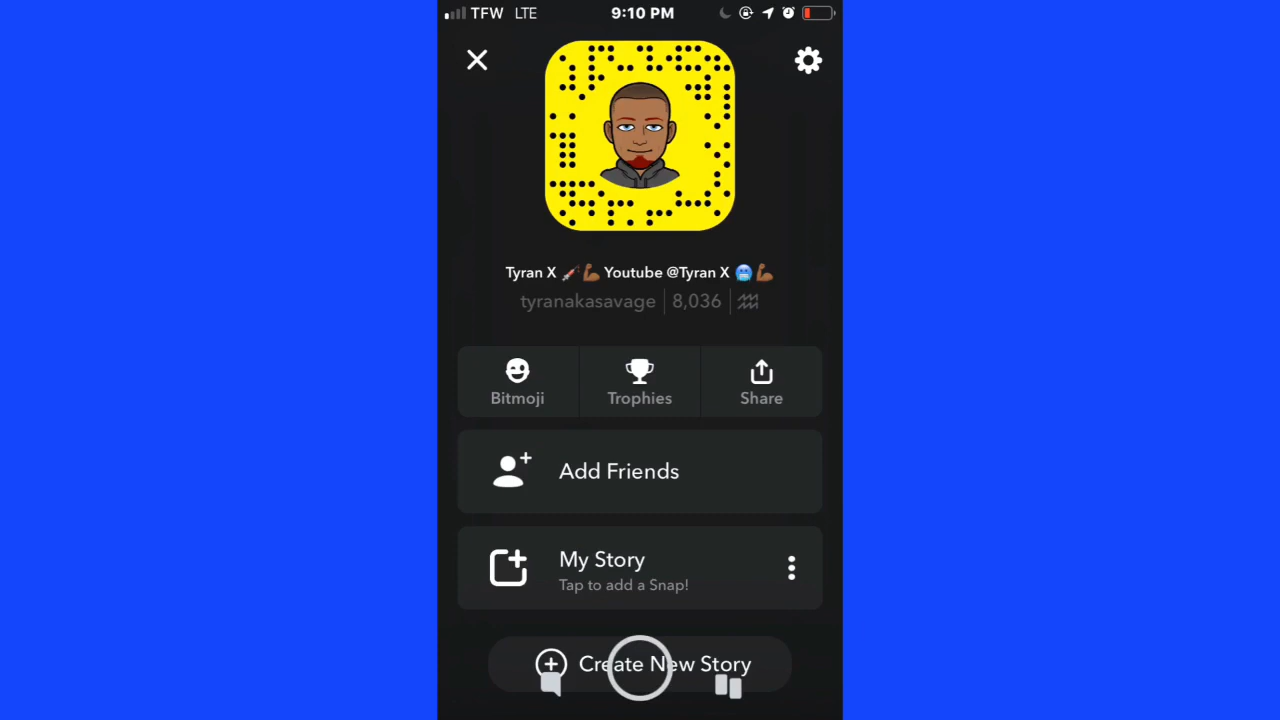 TFW LTE 9:10 PM
Tyran X 🚀💪🏾 Youtube @Tyran X 🥶💪🏾
tyranakasavage | 8,036 | ♒
Bitmoji Trophies Share
Add Friends
My Story
Tap to add a Snap!
Create New Story